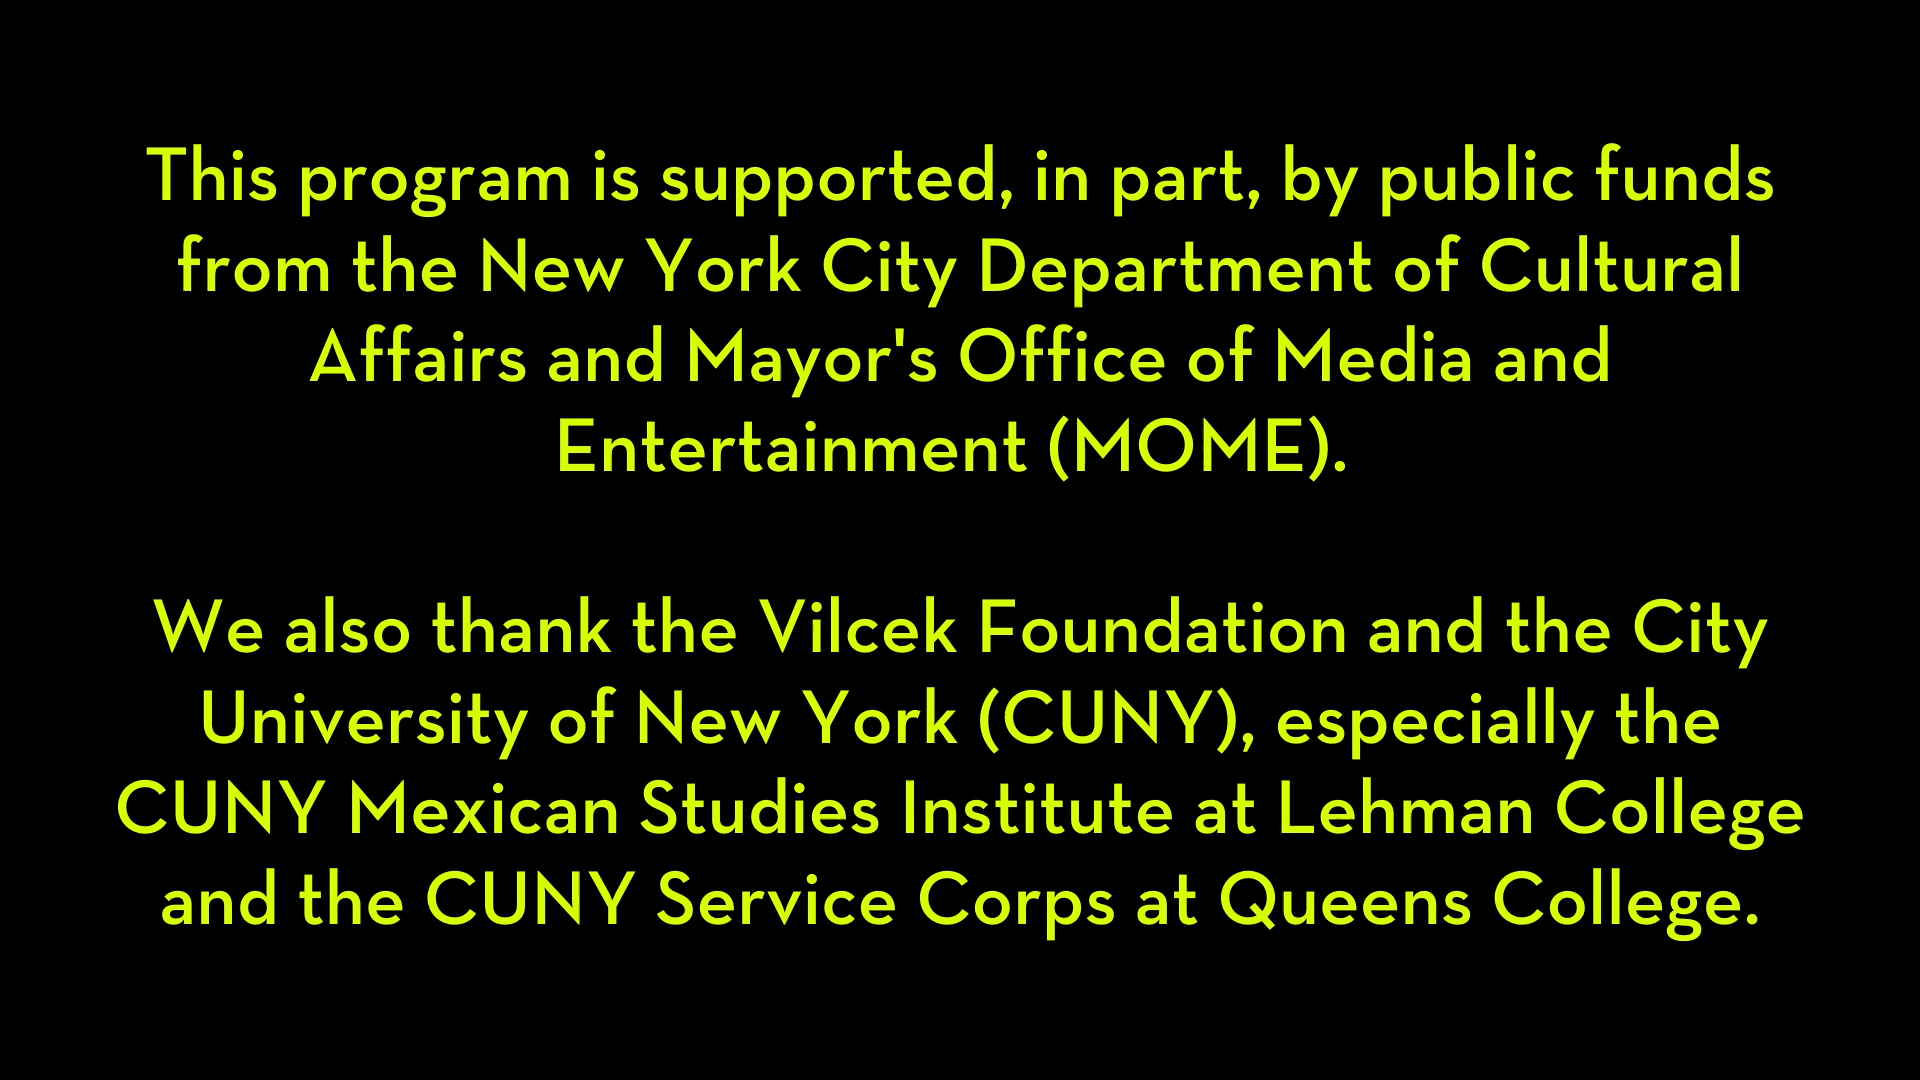 This program is supported, in part, by public funds
from the New York City Department of Cultural
Affairs and Mayor's Office of Media and
Entertainment (MOME).
We also thank the Vilcek Foundation and the City
University of New York (CUNY), especially the
CUNY Mexican Studies Institute at Lehman College
and the CUNY Service Corps at Queens College.